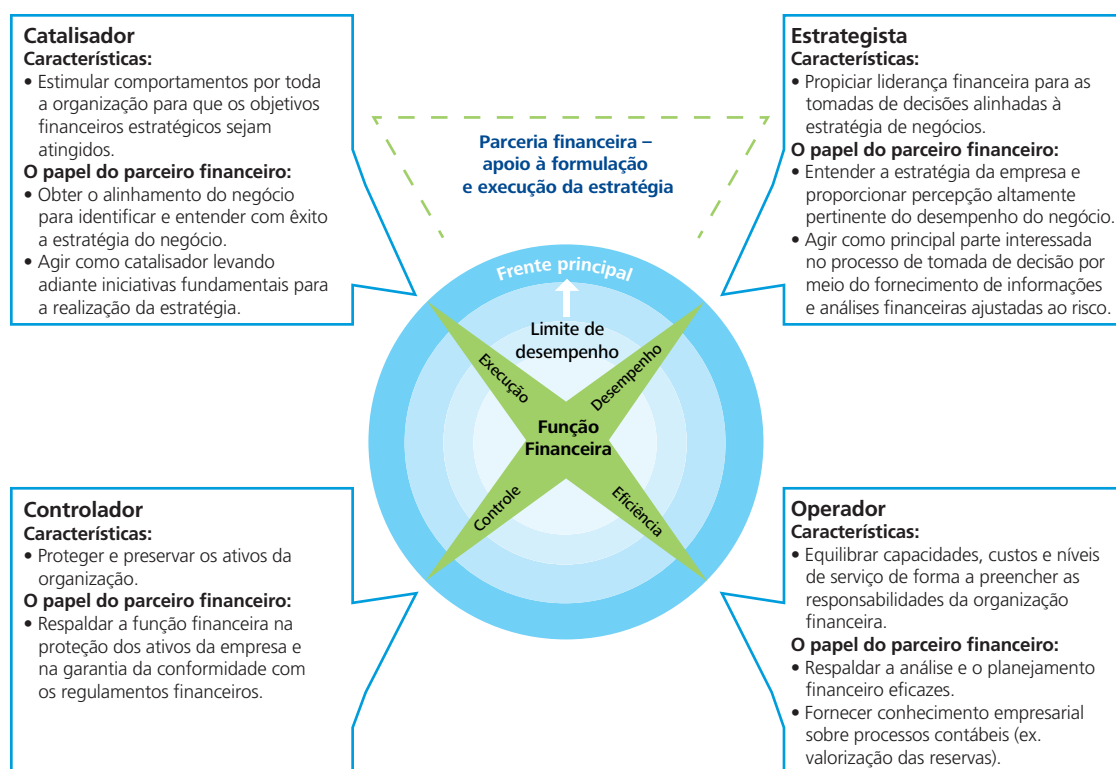 Catalisador
Características:
• Estimular comportamentos por toda
a organização para que os objetivos
financeiros estratégicos sejam
atingidos.
O papel do parceiro financeiro:
• Obter o alinhamento do negócio
para identificar e entender com êxito
a estratégia do negócio.
• Agir como catalisador levando
adiante iniciativas fundamentais para
a realização da estratégia.
Parceria financeira –
apoio à formulação
e execução da estratégia
Estrategista
Características:
• Propiciar liderança financeira para as
tomadas de decisões alinhadas à
estratégia de negócios.
O papel do parceiro financeiro:
• Entender a estratégia da empresa e
proporcionar percepção altamente
pertinente do desempenho do negócio.
• Agir como principal parte interessada
no processo de tomada de decisão por
meio do fornecimento de informações
e análises financeiras ajustadas ao risco.
Frente principal
Limite de
desempenho
Execução
Desempenho
Função
Financeira
Controle
Eficiência
Controlador
Características:
• Proteger e preservar os ativos da
organização.
O papel do parceiro financeiro:
• Respaldar a função financeira na
proteção dos ativos da empresa e
na garantia da conformidade com
os regulamentos financeiros.
Operador
Características:
• Equilibrar capacidades, custos e níveis
de serviço de forma a preencher as
responsabilidades da organização
financeira.
O papel do parceiro financeiro:
• Respaldar a análise e o planejamento
financeiro eficazes.
• Fornecer conhecimento empresarial
sobre processos contábeis (ex.
valorização das reservas).